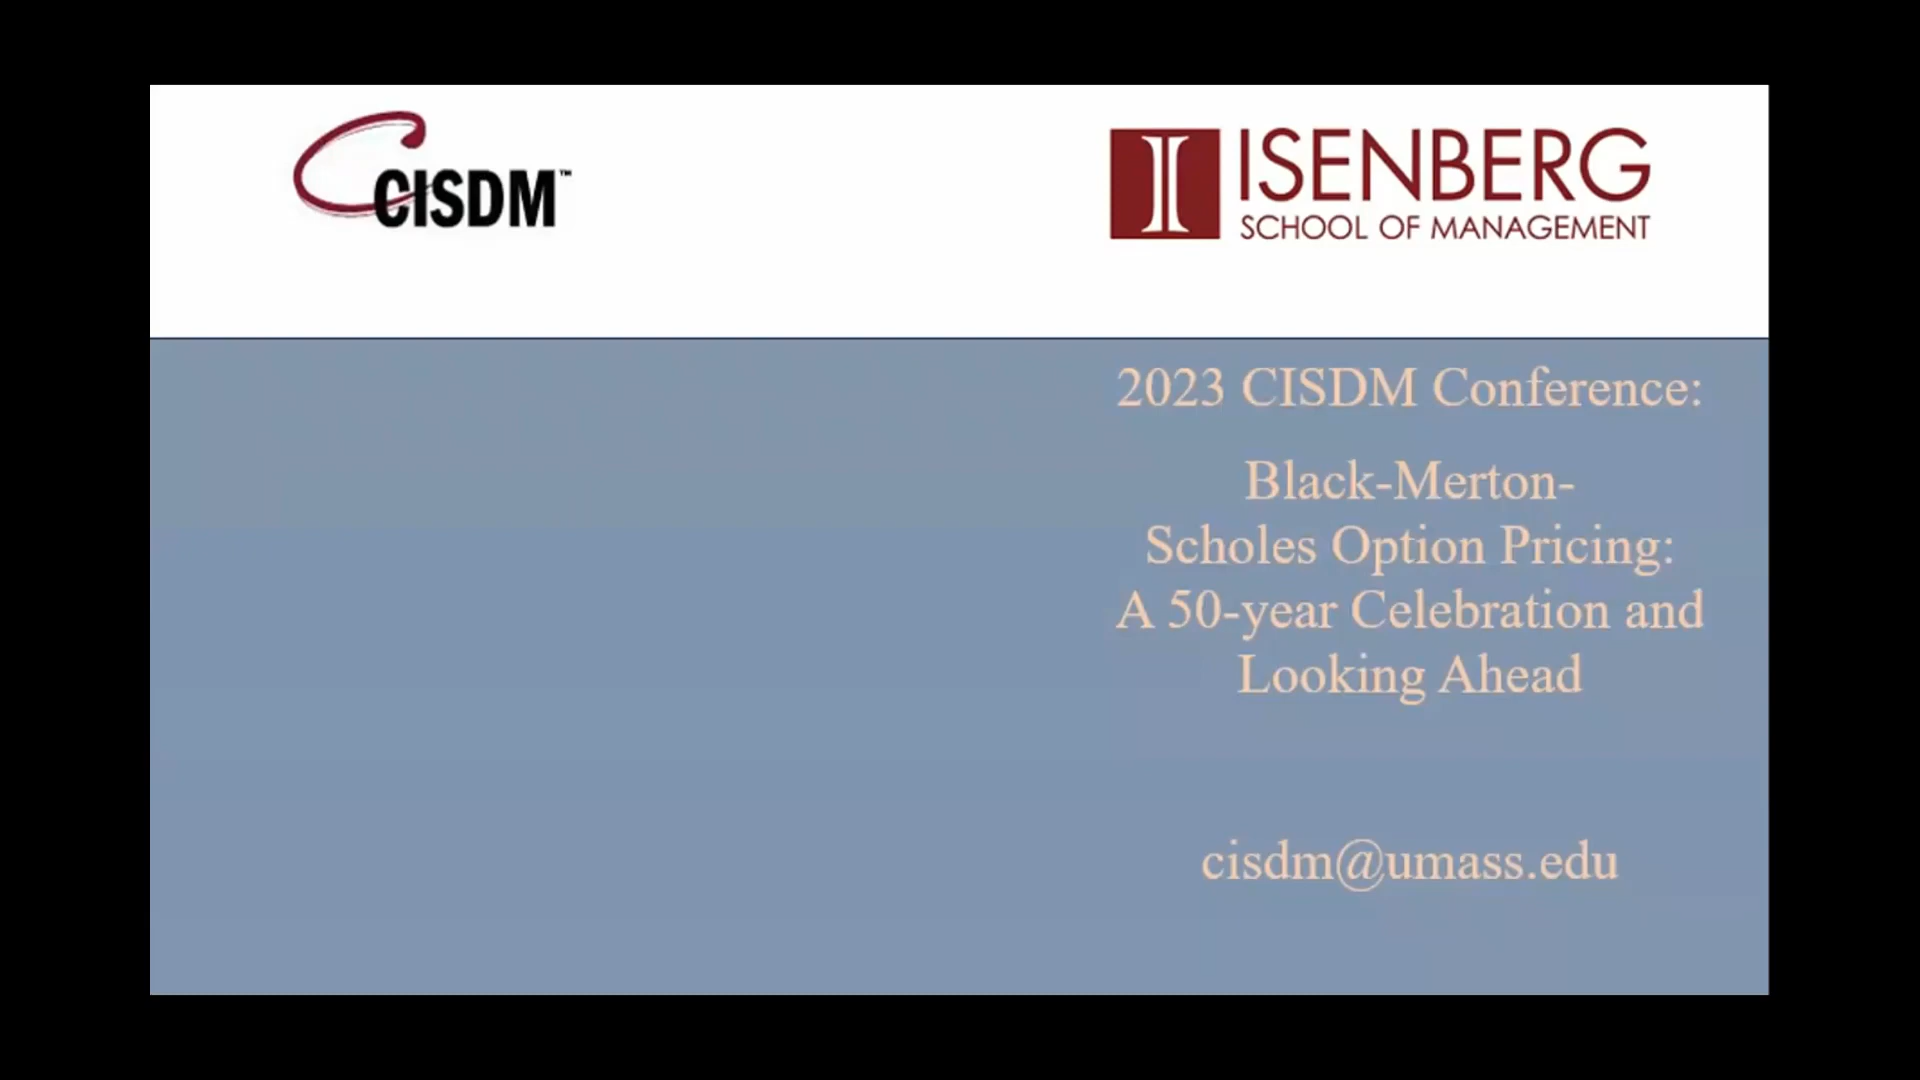 CISDM™
ISENBERG
SCHOOL OF MANAGEMENT
2023 CISDM Conference:
Black-Merton-
Scholes Option Pricing:
A 50-year Celebration and
Looking Ahead
cisdm@umass.edu